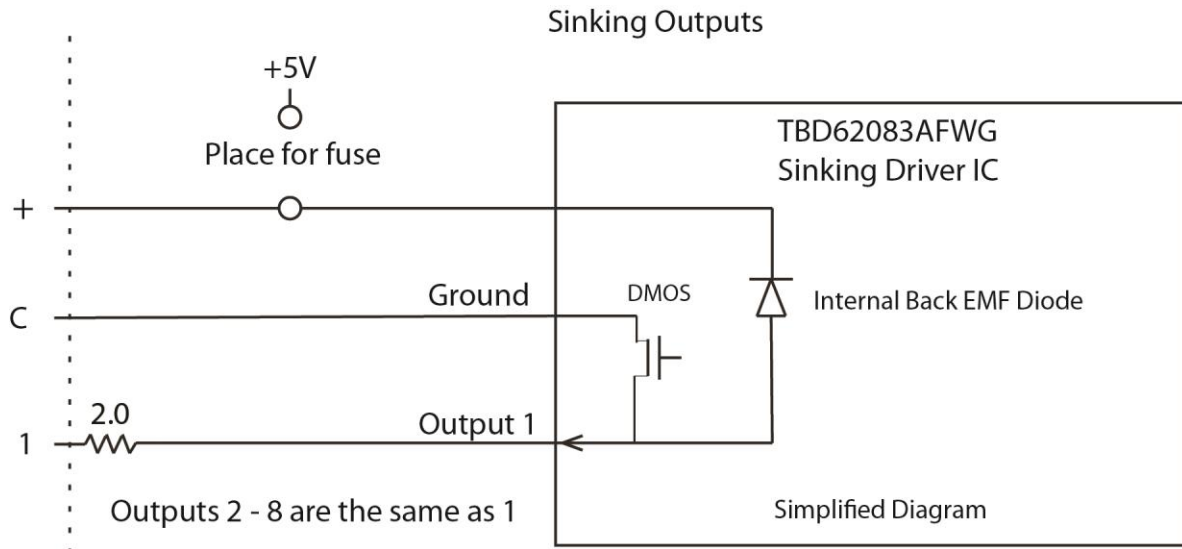 Sinking Outputs
+5V
Place for fuse
TBD62083AFWG
Sinking Driver IC
+
Ground
DMOS
Internal Back EMF Diode
C
2.0
Output 1
1
Outputs 2 - 8 are the same as 1
Simplified Diagram